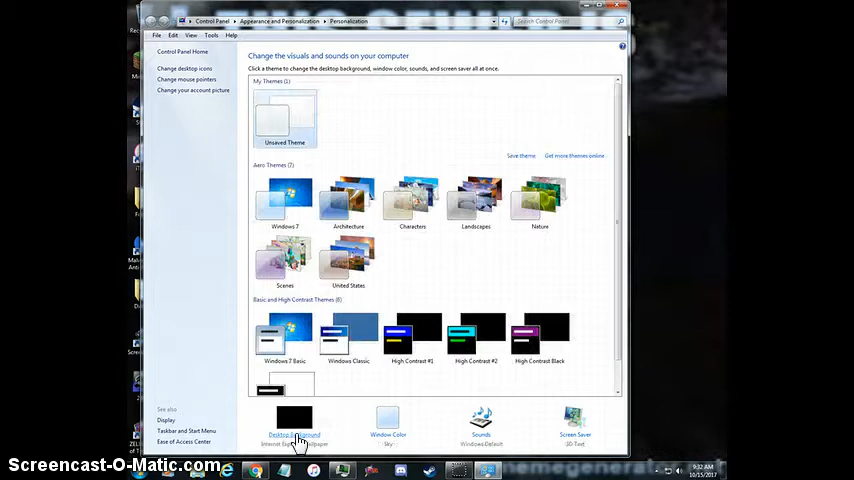 Control Panel ▸ Appearance and Personalization ▸ Personalization
Search Control Panel
File Edit View Tools Help
Control Panel Home
Change desktop icons
Change mouse pointers
Change your account picture
Change the visuals and sounds on your computer
Click a theme to change the desktop background, window color, sounds, and screen saver all at once.
My Themes (1)
Unsaved Theme
Save theme
Get more themes online
Aero Themes (7)
Windows 7
Architecture
Characters
Landscapes
Nature
Scenes
United States
Basic and High Contrast Themes (6)
Windows 7 Basic
Windows Classic
High Contrast #1
High Contrast #2
High Contrast Black
See also
Display
Taskbar and Start Menu
Ease of Access Center
Desktop Background
Internet Explorer Wallpaper
Window Color
Sky
Sounds
Windows Default
Screen Saver
3D Text
Screencast-O-Matic.com
memegenerator
9:32 AM
10/15/2017